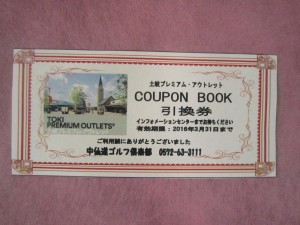 土岐プレミアム・アウトレット
COUPON BOOK
引換券
インフォメーションセンターまでお持ちください
有効期限：2016年3月31日まで
TOKI
PREMIUM OUTLETS®
ご利用誠にありがとうございました
中仙道ゴルフ倶楽部 0572-63-3111